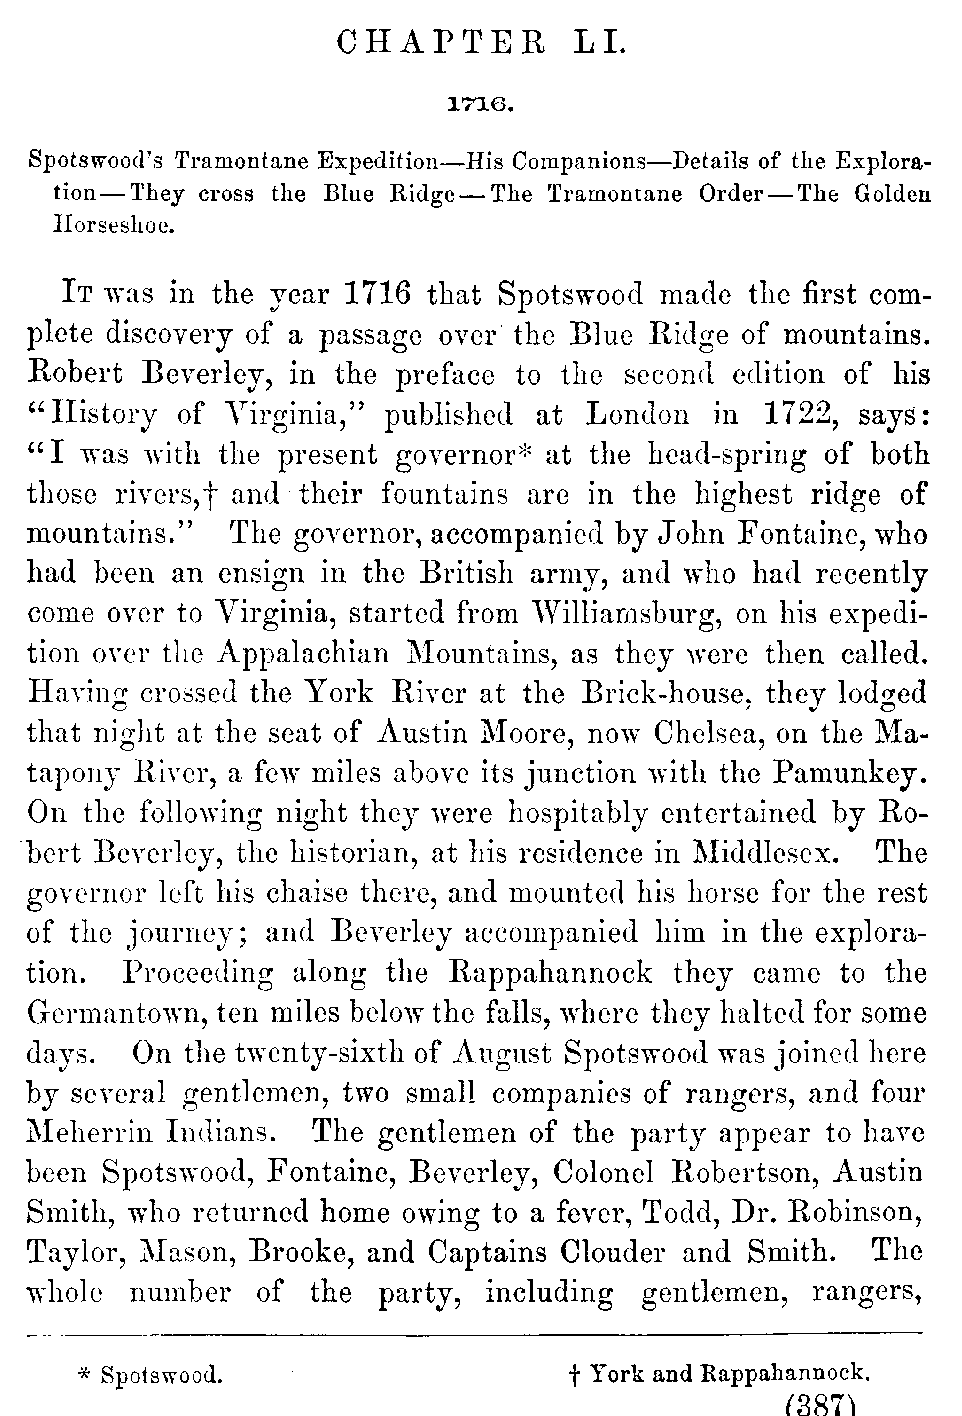 CHAPTER LI.
1716.
Spotswood's Tramontane Expedition—His Companions—Details of the Explora-
tion—They cross the Blue Ridge—The Tramontane Order—The Golden
Horseshoe.
IT was in the year 1716 that Spotswood made the first com-
plete discovery of a passage over the Blue Ridge of mountains.
Robert Beverley, in the preface to the second edition of his
"History of Virginia," published at London in 1722, says:
"I was with the present governor* at the head-spring of both
those rivers,† and their fountains are in the highest ridge of
mountains." The governor, accompanied by John Fontaine, who
had been an ensign in the British army, and who had recently
come over to Virginia, started from Williamsburg, on his expedi-
tion over the Appalachian Mountains, as they were then called.
Having crossed the York River at the Brick-house, they lodged
that night at the seat of Austin Moore, now Chelsea, on the Ma-
tapony River, a few miles above its junction with the Pamunkey.
On the following night they were hospitably entertained by Ro-
bert Beverley, the historian, at his residence in Middlesex. The
governor left his chaise there, and mounted his horse for the rest
of the journey; and Beverley accompanied him in the explora-
tion. Proceeding along the Rappahannock they came to the
Germantown, ten miles below the falls, where they halted for some
days. On the twenty-sixth of August Spotswood was joined here
by several gentlemen, two small companies of rangers, and four
Meherrin Indians. The gentlemen of the party appear to have
been Spotswood, Fontaine, Beverley, Colonel Robertson, Austin
Smith, who returned home owing to a fever, Todd, Dr. Robinson,
Taylor, Mason, Brooke, and Captains Clouder and Smith. The
whole number of the party, including gentlemen, rangers,
* Spotswood. † York and Rappahannock.
(387)